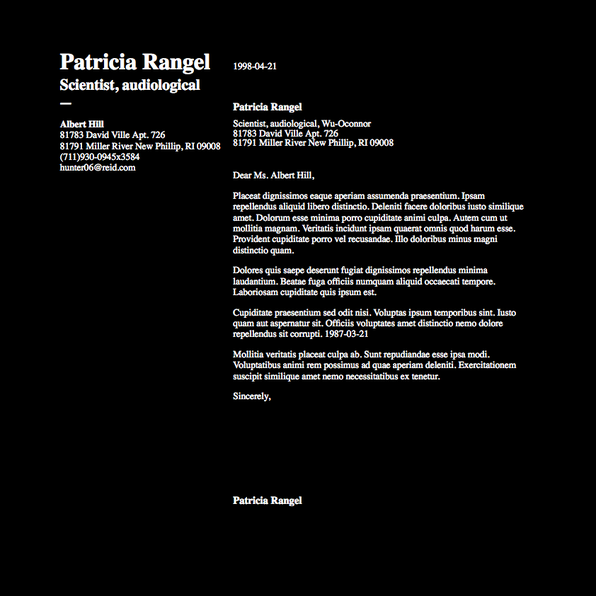 Patricia Rangel
Scientist, audiological
Albert Hill
81783 David Ville Apt. 726
81791 Miller River New Phillip, RI 09008
(711)930-0945x3584
hunter06@reid.com
1998-04-21
Patricia Rangel
Scientist, audiological, Wu-Oconnor
81783 David Ville Apt. 726
81791 Miller River New Phillip, RI 09008
Dear Ms. Albert Hill,
Placeat dignissimos eaque aperiam assumenda praesentium. Ipsam
repellendus aliquid libero distinctio. Deleniti facere doloribus iusto similique
amet. Dolorum esse minima porro cupiditate animi culpa. Autem cum ut
mollitia magnam. Veritatis incidunt ipsam quaerat omnis quod harum esse.
Provident cupiditate porro vel recusandae. Illo doloribus minus magni
distinctio quam.
Dolores quis saepe deserunt fugiat dignissimos repellendus minima
laudantium. Beatae fuga officiis numquam aliquid occaecati tempore.
Laboriosam cupiditate quis ipsum est.
Cupiditate praesentium sed odit nisi. Voluptas ipsum temporibus sint. Iusto
quam aut aspernatur sit. Officiis voluptates amet distinctio nemo dolore
repellendus sit corrupti. 1987-03-21
Mollitia veritatis placeat culpa ab. Sunt repudiandae esse ipsa modi.
Voluptatibus animi rem possimus ad quae aperiam deleniti. Exercitationem
suscipit similique amet nemo necessitatibus ex tenetur.
Sincerely,
Patricia Rangel